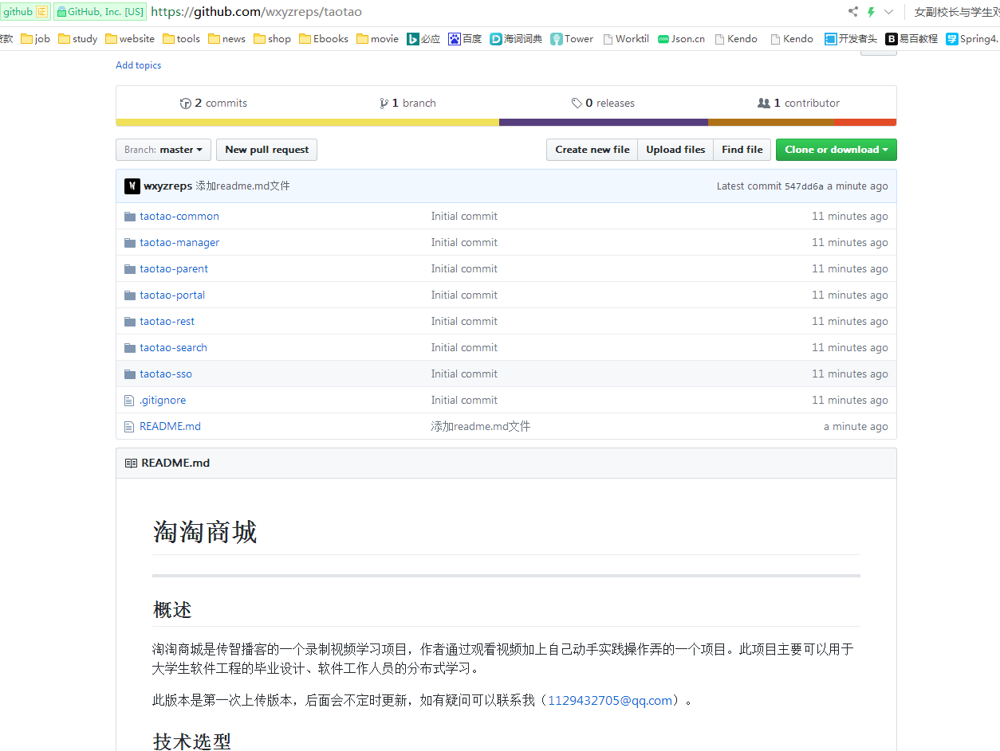 github 证 GitHub, Inc. [US] https://github.com/wxyzreps/taotao 女副校长与学生对
贷款 job study website tools news shop Ebooks movie 必应 百度 海词词典 Tower Worktil Json.cn Kendo Kendo 开发者头 易百教程 Spring4.
Add topics
2 commits 1 branch 0 releases 1 contributor
Branch: master New pull request Create new file Upload files Find file Clone or download
wxyzreps 添加readme.md文件 Latest commit 547dd6a a minute ago
taotao-common Initial commit 11 minutes ago
taotao-manager Initial commit 11 minutes ago
taotao-parent Initial commit 11 minutes ago
taotao-portal Initial commit 11 minutes ago
taotao-rest Initial commit 11 minutes ago
taotao-search Initial commit 11 minutes ago
taotao-sso Initial commit 11 minutes ago
.gitignore Initial commit 11 minutes ago
README.md 添加readme.md文件 a minute ago
README.md
淘淘商城
概述
淘淘商城是传智播客的一个录制视频学习项目，作者通过观看视频加上自己动手实践操作弄的一个项目。此项目主要可以用于
大学生软件工程的毕业设计、软件工作人员的分布式学习。
此版本是第一次上传版本，后面会不定时更新，如有疑问可以联系我（1129432705@qq.com）。
技术选型